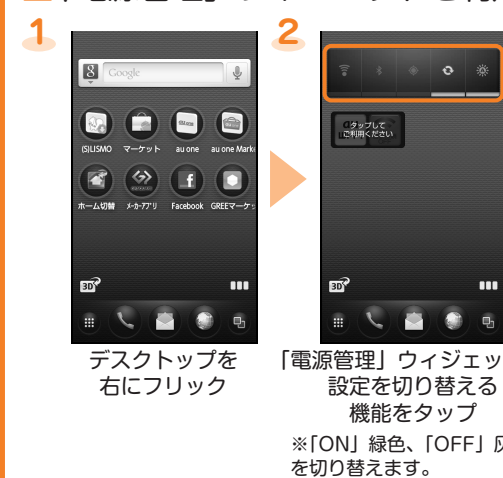 1
2
Google
(S)LISMO
マーケット
au one
au one Mark
ホーム切替
メーカーアプリ
Facebook
GREEマーケッ
タップして
ご利用ください
3D
3D
デスクトップを
右にフリック
「電源管理」ウィジェッ
設定を切り替える
機能をタップ
※「ON」緑色、「OFF」
を切り替えます。